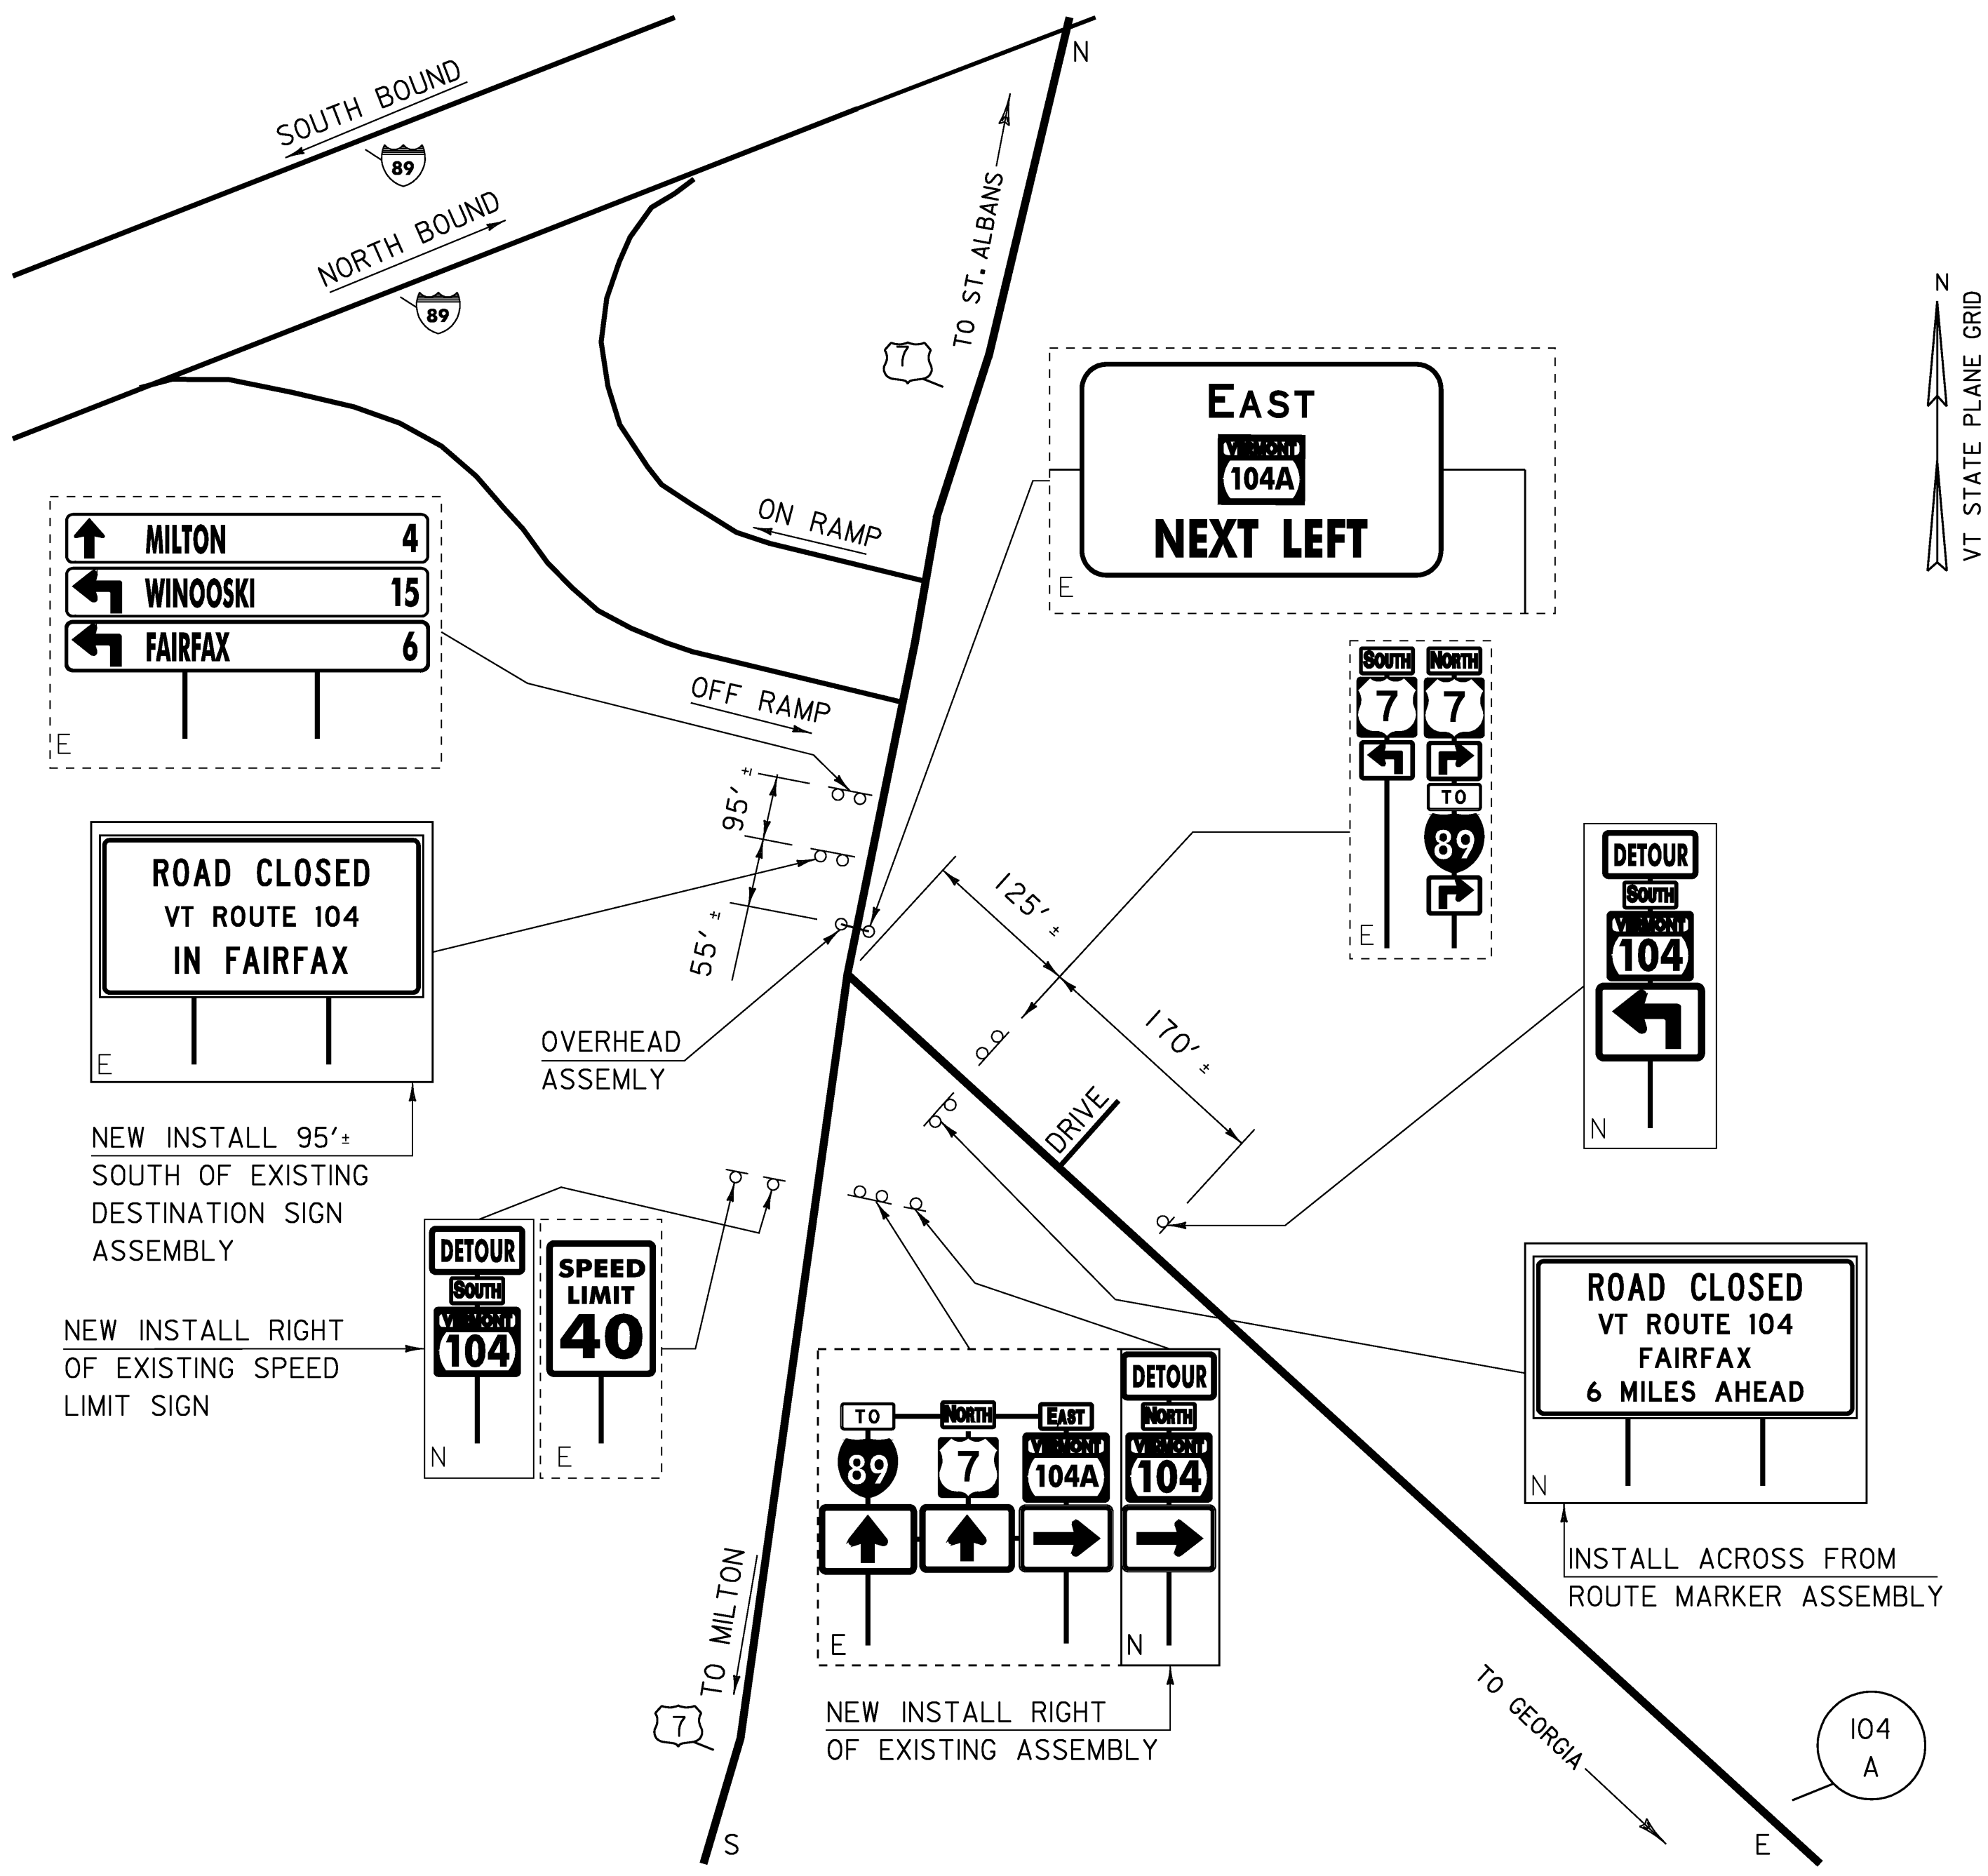 SOUTH BOUND
89
NORTH BOUND
89
N
TO ST. ALBANS
7
N
VT STATE PLANE GRID
EAST
VERMONT
104A
NEXT LEFT
E
ON RAMP
OFF RAMP
MILTON 4
WINOOSKI 15
FAIRFAX 6
E
SOUTH
7
NORTH
7
TO
89
E
95'±
55'±
125'±
170'±
DRIVE
ROAD CLOSED
VT ROUTE 104
IN FAIRFAX
E
NEW INSTALL 95'±
SOUTH OF EXISTING
DESTINATION SIGN
ASSEMBLY
OVERHEAD
ASSEMLY
DETOUR
SOUTH
VERMONT
104
N
NEW INSTALL RIGHT
OF EXISTING SPEED
LIMIT SIGN
DETOUR
SOUTH
VERMONT
104
N
SPEED
LIMIT
40
E
TO
89
NORTH
7
EAST
VERMONT
104A
E
DETOUR
NORTH
VERMONT
104
N
NEW INSTALL RIGHT
OF EXISTING ASSEMBLY
ROAD CLOSED
VT ROUTE 104
FAIRFAX
6 MILES AHEAD
N
INSTALL ACROSS FROM
ROUTE MARKER ASSEMBLY
TO MILTON
7
S
TO GEORGIA
104
A
E